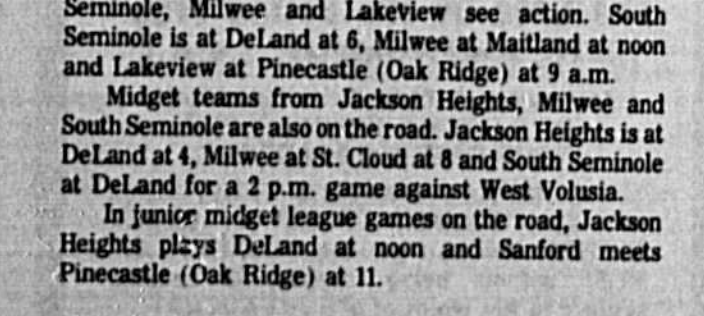 Seminole, Milwee and Lakeview see action. South
Seminole is at DeLand at 6, Milwee at Maitland at noon
and Lakeview at Pinecastle (Oak Ridge) at 9 a.m.
Midget teams from Jackson Heights, Milwee and
South Seminole are also on the road. Jackson Heights is at
DeLand at 4, Milwee at St. Cloud at 8 and South Seminole
at DeLand for a 2 p.m. game against West Volusia.
In junior midget league games on the road, Jackson
Heights plays DeLand at noon and Sanford meets
Pinecastle (Oak Ridge) at 11.